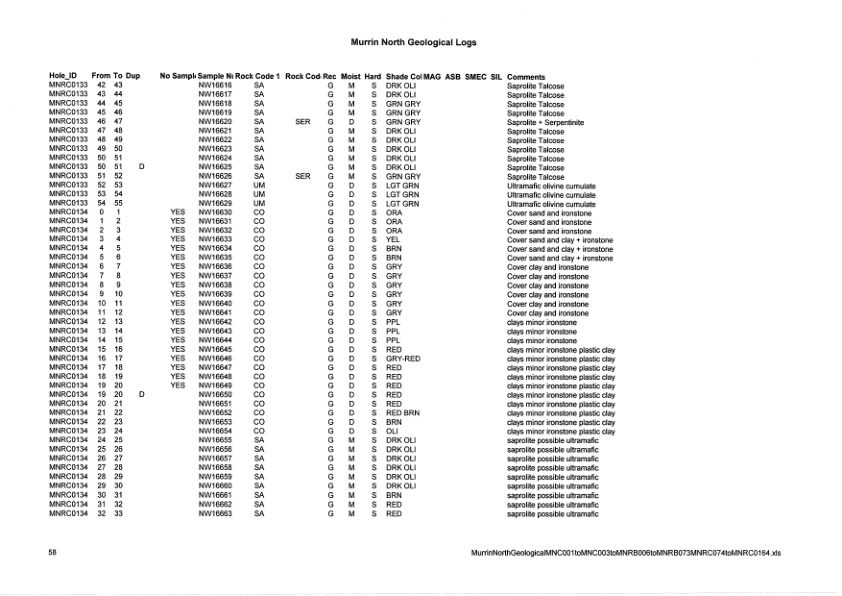 Murrin North Geological Logs
Hole_ID From To Dup No Sampl Sample N Rock Code 1 Rock Cod Rec Moist Hard Shade Col MAG ASB SMEC SIL Comments
MNRC0133 42 43 NW16616 SA G M S DRK OLI Saprolite Talcose
MNRC0133 43 44 NW16617 SA G M S DRK OLI Saprolite Talcose
MNRC0133 44 45 NW16618 SA G M S GRN GRY Saprolite Talcose
MNRC0133 45 46 NW16619 SA G M S GRN GRY Saprolite Talcose
MNRC0133 46 47 NW16620 SA SER G D S GRN GRY Saprolite + Serpentinite
MNRC0133 47 48 NW16621 SA G M S DRK OLI Saprolite Talcose
MNRC0133 48 49 NW16622 SA G M S DRK OLI Saprolite Talcose
MNRC0133 49 50 NW16623 SA G M S DRK OLI Saprolite Talcose
MNRC0133 50 51 NW16624 SA G M S DRK OLI Saprolite Talcose
MNRC0133 50 51 D NW16625 SA G M S DRK OLI Saprolite Talcose
MNRC0133 51 52 NW16626 SA SER G M S GRN GRY Saprolite Talcose
MNRC0133 52 53 NW16627 UM G D S LGT GRN Ultramafic olivine cumulate
MNRC0133 53 54 NW16628 UM G D S LGT GRN Ultramafic olivine cumulate
MNRC0133 54 55 NW16629 UM G D S LGT GRN Ultramafic olivine cumulate
MNRC0134 0 1 YES NW16630 CO G D S ORA Cover sand and ironstone
MNRC0134 1 2 YES NW16631 CO G D S ORA Cover sand and ironstone
MNRC0134 2 3 YES NW16632 CO G D S ORA Cover sand and ironstone
MNRC0134 3 4 YES NW16633 CO G D S YEL Cover sand and clay + ironstone
MNRC0134 4 5 YES NW16634 CO G D S BRN Cover sand and clay + ironstone
MNRC0134 5 6 YES NW16635 CO G D S BRN Cover sand and clay + ironstone
MNRC0134 6 7 YES NW16636 CO G D S GRY Cover clay and ironstone
MNRC0134 7 8 YES NW16637 CO G D S GRY Cover clay and ironstone
MNRC0134 8 9 YES NW16638 CO G D S GRY Cover clay and ironstone
MNRC0134 9 10 YES NW16639 CO G D S GRY Cover clay and ironstone
MNRC0134 10 11 YES NW16640 CO G D S GRY Cover clay and ironstone
MNRC0134 11 12 YES NW16641 CO G D S GRY Cover clay and ironstone
MNRC0134 12 13 YES NW16642 CO G D S PPL clays minor ironstone
MNRC0134 13 14 YES NW16643 CO G D S PPL clays minor ironstone
MNRC0134 14 15 YES NW16644 CO G D S PPL clays minor ironstone
MNRC0134 15 16 YES NW16645 CO G D S RED clays minor ironstone plastic clay
MNRC0134 16 17 YES NW16646 CO G D S GRY-RED clays minor ironstone plastic clay
MNRC0134 17 18 YES NW16647 CO G D S RED clays minor ironstone plastic clay
MNRC0134 18 19 YES NW16648 CO G D S RED clays minor ironstone plastic clay
MNRC0134 19 20 YES NW16649 CO G D S RED clays minor ironstone plastic clay
MNRC0134 19 20 D NW16650 CO G D S RED clays minor ironstone plastic clay
MNRC0134 20 21 NW16651 CO G D S RED clays minor ironstone plastic clay
MNRC0134 21 22 NW16652 CO G D S RED BRN clays minor ironstone plastic clay
MNRC0134 22 23 NW16653 CO G D S BRN clays minor ironstone plastic clay
MNRC0134 23 24 NW16654 CO G D S OLI clays minor ironstone plastic clay
MNRC0134 24 25 NW16655 SA G M S DRK OLI saprolite possible ultramafic
MNRC0134 25 26 NW16656 SA G M S DRK OLI saprolite possible ultramafic
MNRC0134 26 27 NW16657 SA G M S DRK OLI saprolite possible ultramafic
MNRC0134 27 28 NW16658 SA G M S DRK OLI saprolite possible ultramafic
MNRC0134 28 29 NW16659 SA G M S DRK OLI saprolite possible ultramafic
MNRC0134 29 30 NW16660 SA G M S DRK OLI saprolite possible ultramafic
MNRC0134 30 31 NW16661 SA G M S BRN saprolite possible ultramafic
MNRC0134 31 32 NW16662 SA G M S RED saprolite possible ultramafic
MNRC0134 32 33 NW16663 SA G M S RED saprolite possible ultramafic
58 MurrinNorthGeologicalMNC001toMNC003toMNRB006toMNRB073MNRC074toMNRC0164.xls